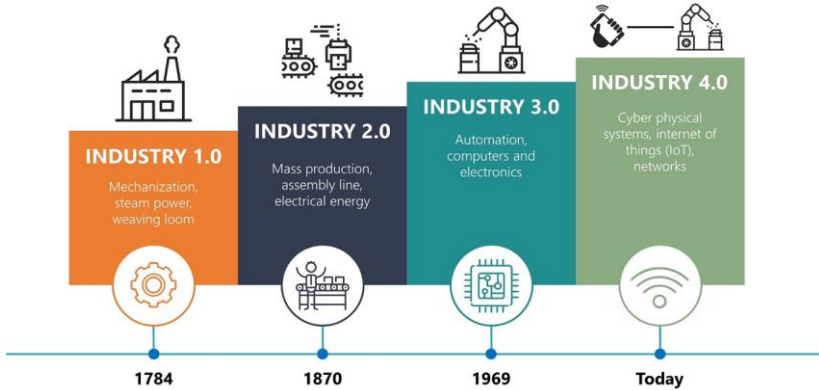 INDUSTRY 1.0
Mechanization,
steam power,
weaving loom
INDUSTRY 2.0
Mass production,
assembly line,
electrical energy
INDUSTRY 3.0
Automation,
computers and
electronics
INDUSTRY 4.0
Cyber physical
systems, internet of
things (IoT),
networks
1784
1870
1969
Today